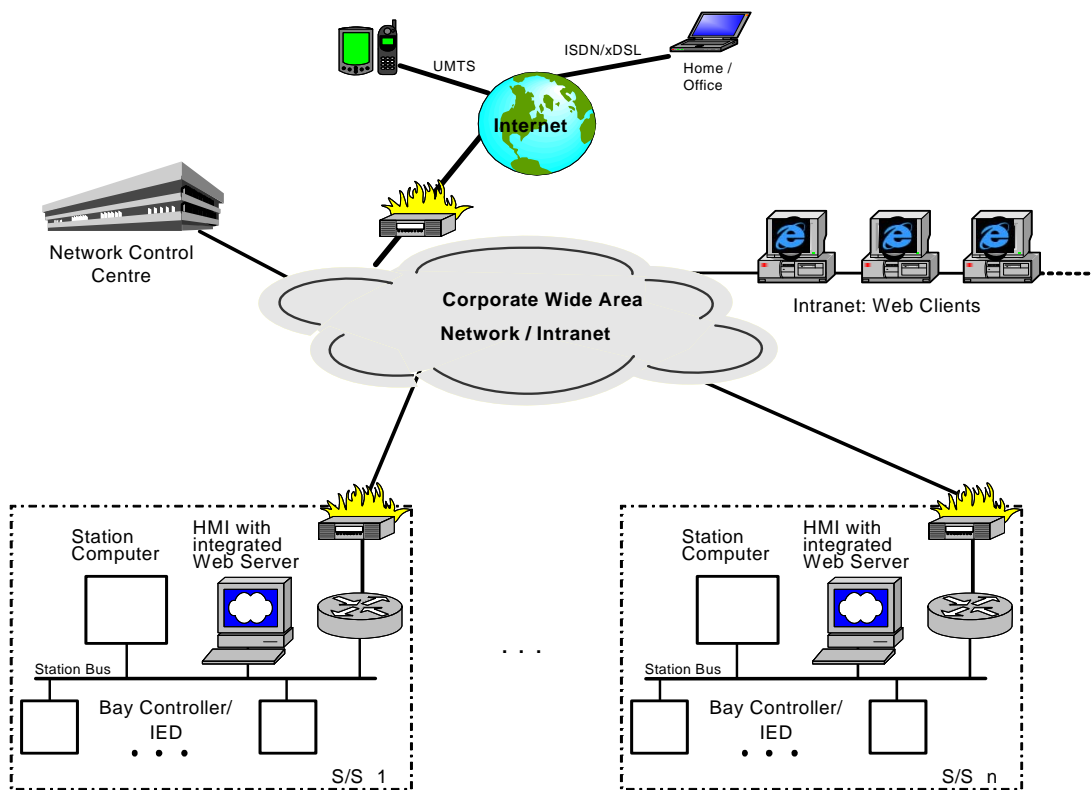 UMTS
ISDN/xDSL
Home /
Office
Internet
Network Control
Centre
Corporate Wide Area
Network / Intranet
Intranet: Web Clients
Station
Computer
HMI with
integrated
Web Server
Station Bus
Bay Controller/
IED
. . .
S/S 1
. . .
Station
Computer
HMI with
integrated
Web Server
Station Bus
Bay Controller/
IED
. . .
S/S n